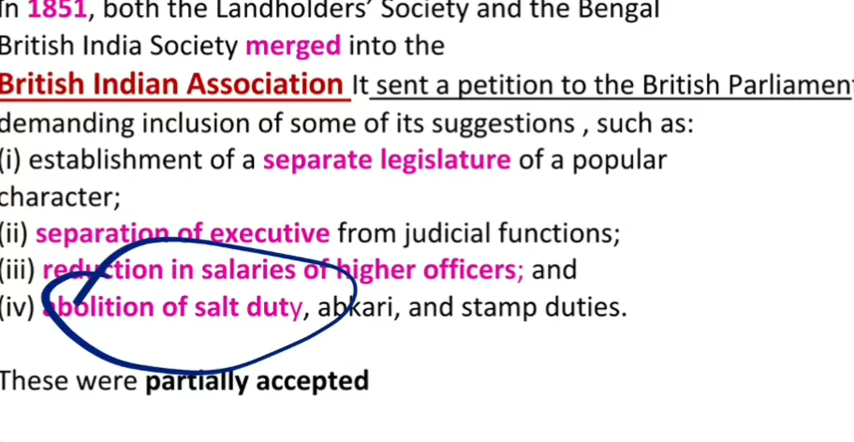 In 1851, both the Landholders’ Society and the Bengal
British India Society merged into the
British Indian Association It sent a petition to the British Parliament
demanding inclusion of some of its suggestions , such as:
(i) establishment of a separate legislature of a popular
character;
(ii) separation of executive from judicial functions;
(iii) reduction in salaries of higher officers; and
(iv) abolition of salt duty, abkari, and stamp duties.
These were partially accepted